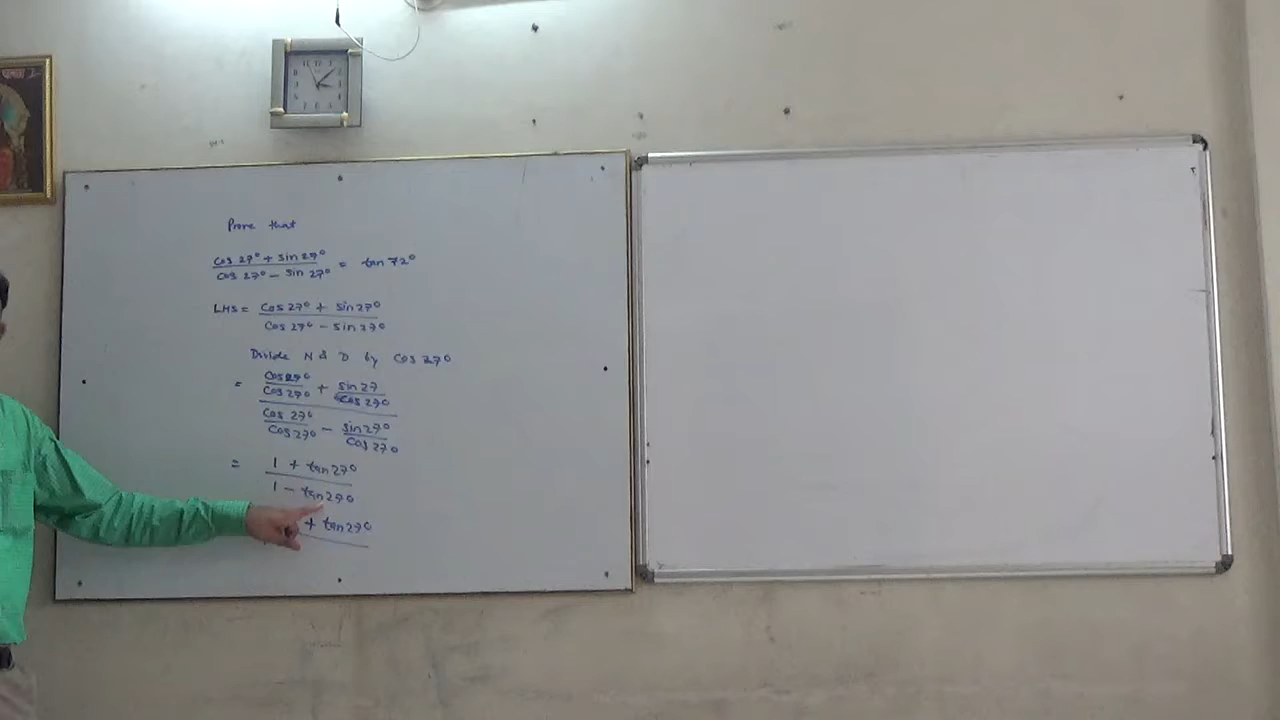 Prove that
cos 27° + sin 27° / cos 27° - sin 27° = tan 72°
LHS = cos 27° + sin 27° / cos 27° - sin 27°
Divide N & D by cos 27°
= cos 27° / cos 27° + sin 27 / cos 27° / cos 27° / cos 27° - sin 27° / cos 27°
= 1 + tan 27° / 1 - tan 27°
+ tan 27°